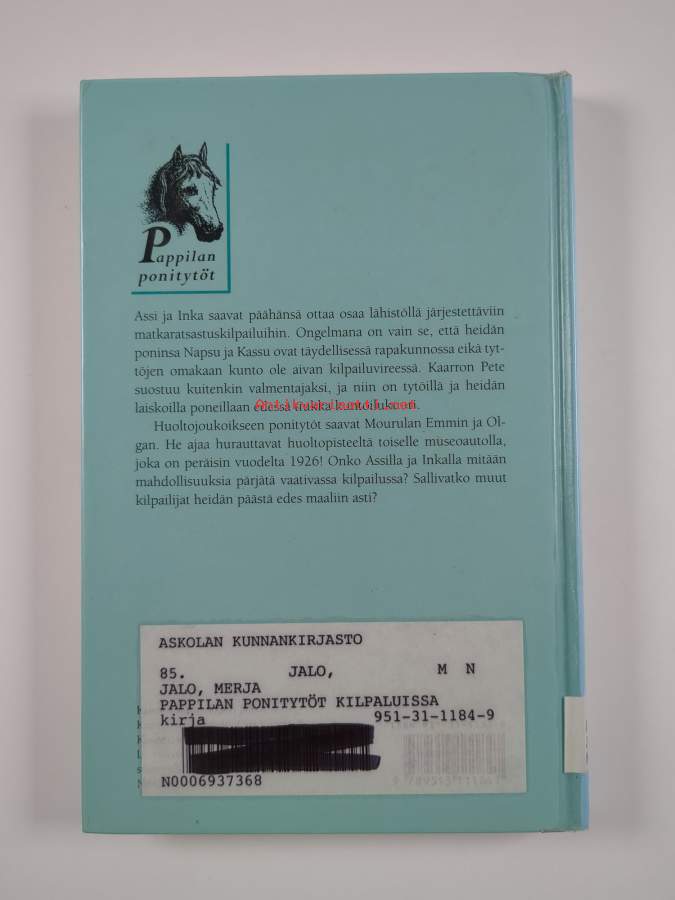 Pappilan
ponitytöt
Assi ja Inka saavat päähänsä ottaa osaa lähistöllä järjestettäviin
matkaratsastuskilpailuihin. Ongelmana on vain se, että heidän
poninsa Napsu ja Kassu ovat täydellisessä rapakunnossa eikä tyt-
töjen omakaan kunto ole aivan kilpailuvireessä. Kaarron Pete
suostuu kuitenkin valmentajaksi, ja niin on tytöillä ja heidän
laiskoilla poneillaan edessä rukka kuntoilukuuri.
Huoltojoukoikseen ponitytöt saavat Mourulan Emmin ja Ol-
gan. He ajaa hurauttavat huoltopisteeltä toiselle museoautolla,
joka on peräisin vuodelta 1926! Onko Assilla ja Inkalla mitään
mahdollisuuksia pärjätä vaativassa kilpailussa? Sallivatko muut
kilpailijat heidän päästä edes maaliin asti?
ASKOLAN KUNNANKIRJASTO
85. JALO, M N
JALO, MERJA
PAPPILAN PONITYTÖT KILPALUISSA
kirja 951-31-1184-9
N0006937368